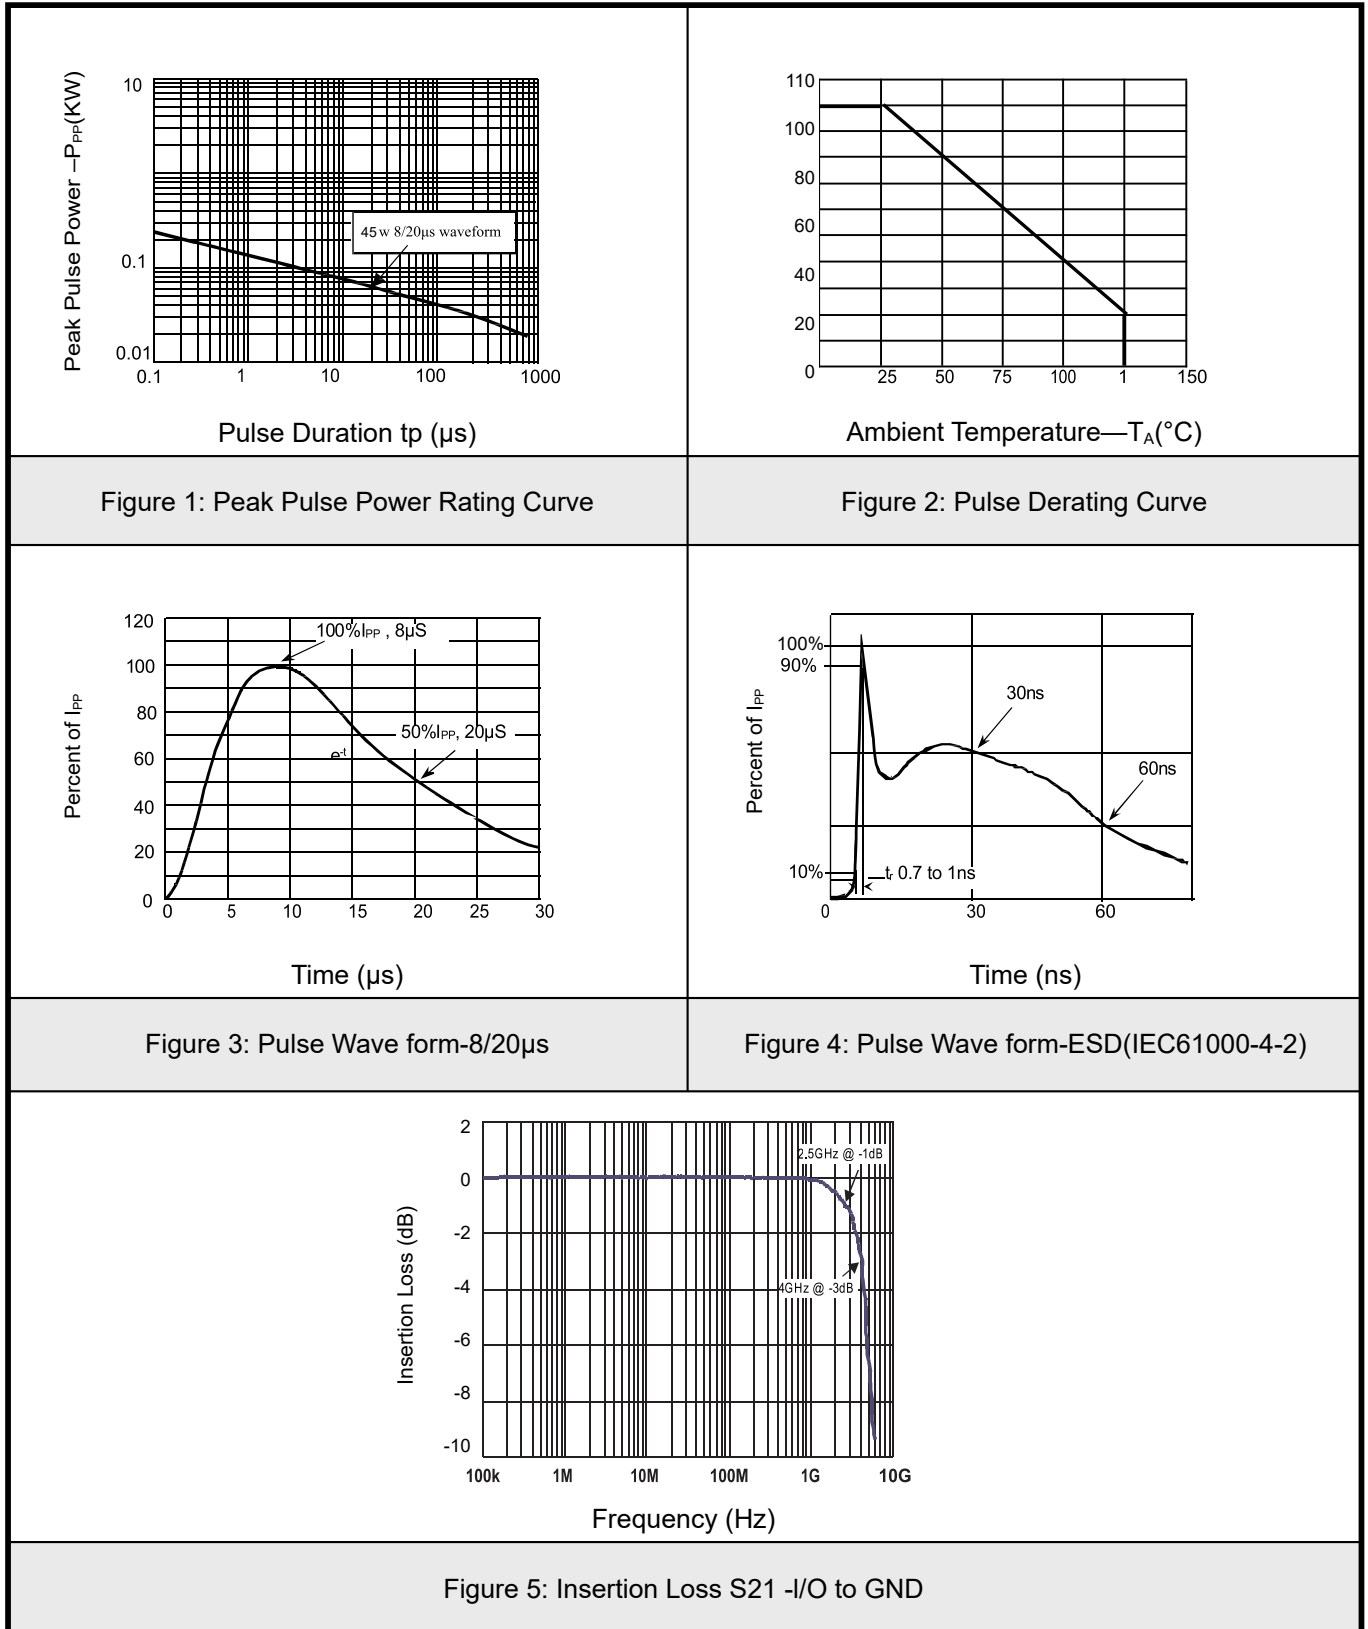 Peak Pulse Power –PPP(KW)
10
0.1
0.01
45w 8/20μs waveform
0.1 1 10 100 1000
Pulse Duration tp (μs)
Figure 1: Peak Pulse Power Rating Curve
110
100
80
60
40
20
0
25 50 75 100 1 150
Ambient Temperature—TA(°C)
Figure 2: Pulse Derating Curve
Percent of IPP
120
100
80
60
40
20
0
100%IPP , 8μS
50%IPP, 20μS
e-t
0 5 10 15 20 25 30
Time (μs)
Figure 3: Pulse Wave form-8/20μs
Percent of IPP
100%
90%
10%
30ns
60ns
tr 0.7 to 1ns
0 30 60
Time (ns)
Figure 4: Pulse Wave form-ESD(IEC61000-4-2)
Insertion Loss (dB)
2
0
-2
-4
-6
-8
-10
2.5GHz @ -1dB
4GHz @ -3dB
100k 1M 10M 100M 1G 10G
Frequency (Hz)
Figure 5: Insertion Loss S21 -I/O to GND